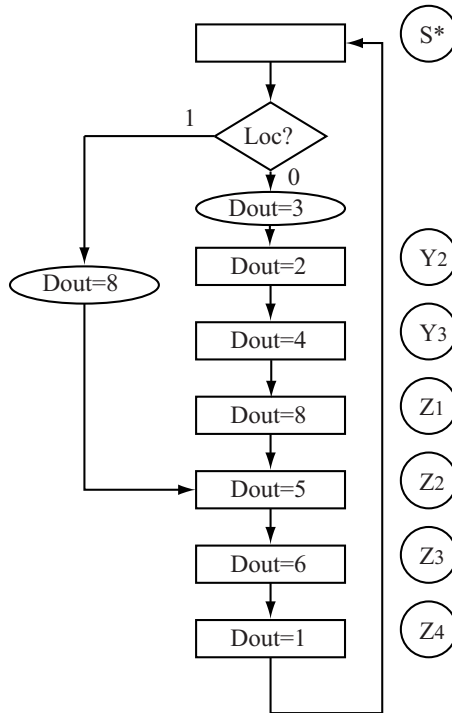 S*
1
Loc?
0
Dout=3
Dout=2
Y2
Dout=8
Dout=4
Y3
Dout=8
Z1
Dout=5
Z2
Dout=6
Z3
Dout=1
Z4